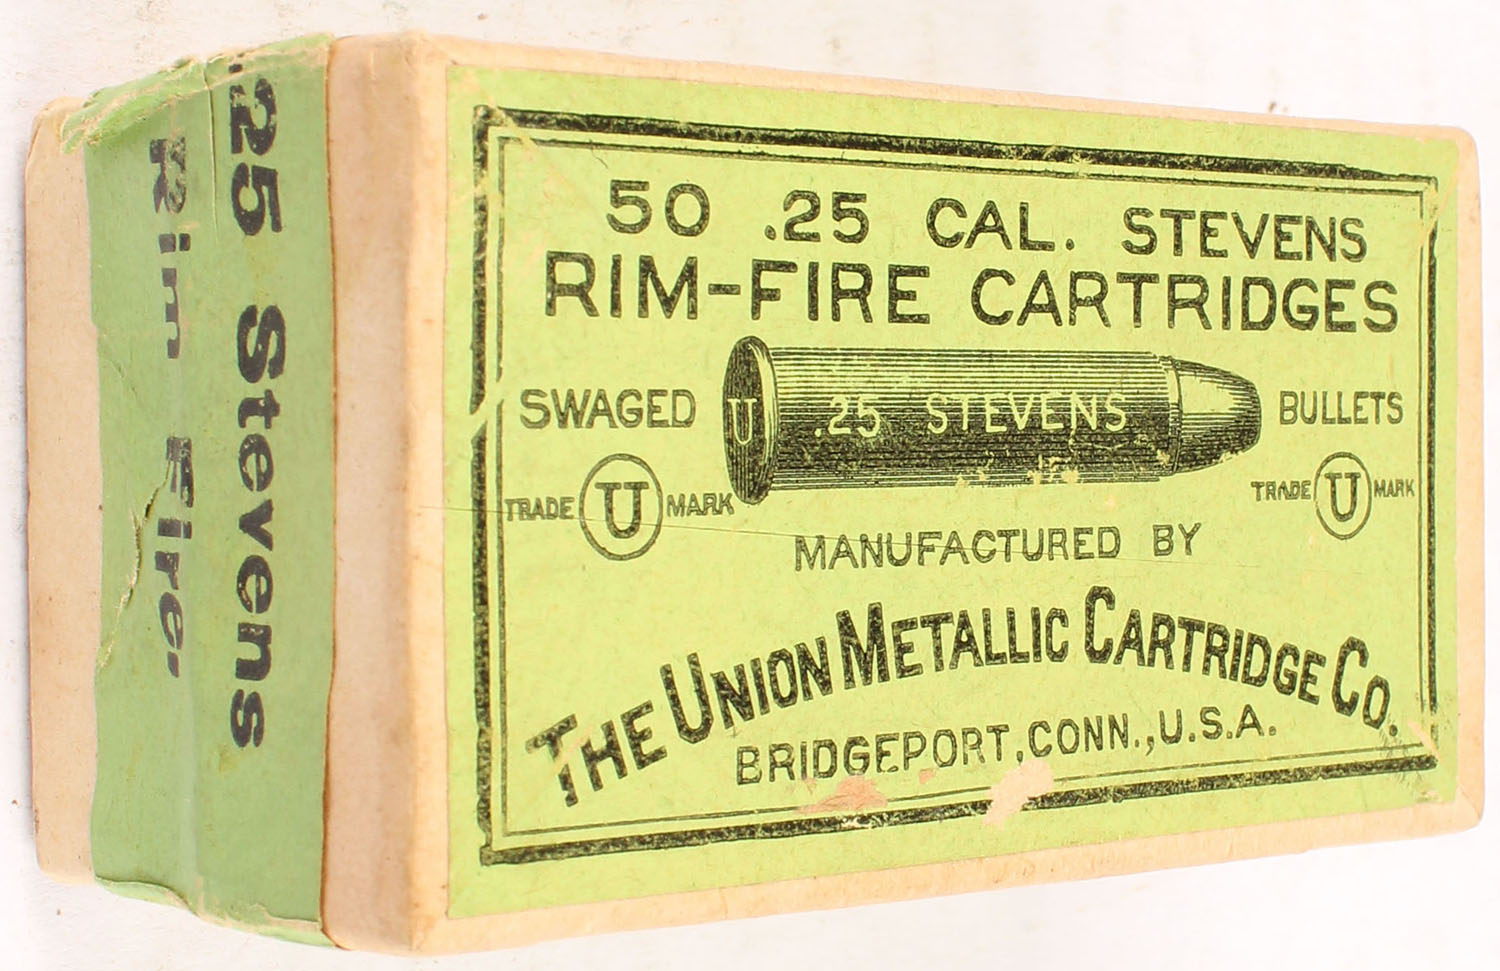 50 .25 CAL. STEVENS
RIM-FIRE CARTRIDGES
SWAGED U .25 STEVENS BULLETS
TRADE U MARK
TRADE U MARK
MANUFACTURED BY
THE UNION METALLIC CARTRIDGE CO.
BRIDGEPORT, CONN., U.S.A.
.25 Stevens
Rim Fire.